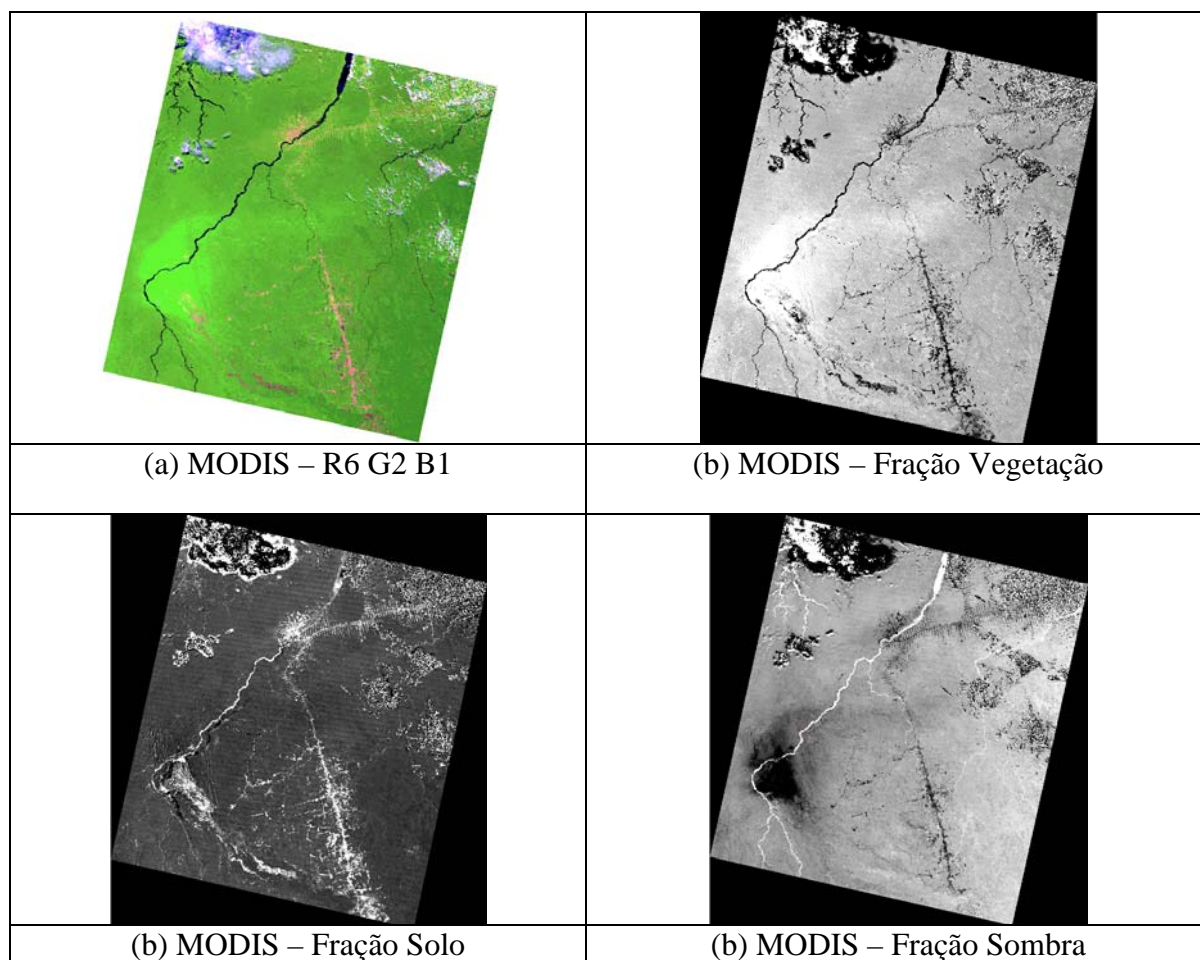 (a) MODIS – R6 G2 B1
(b) MODIS – Fração Vegetação
(b) MODIS – Fração Solo
(b) MODIS – Fração Sombra